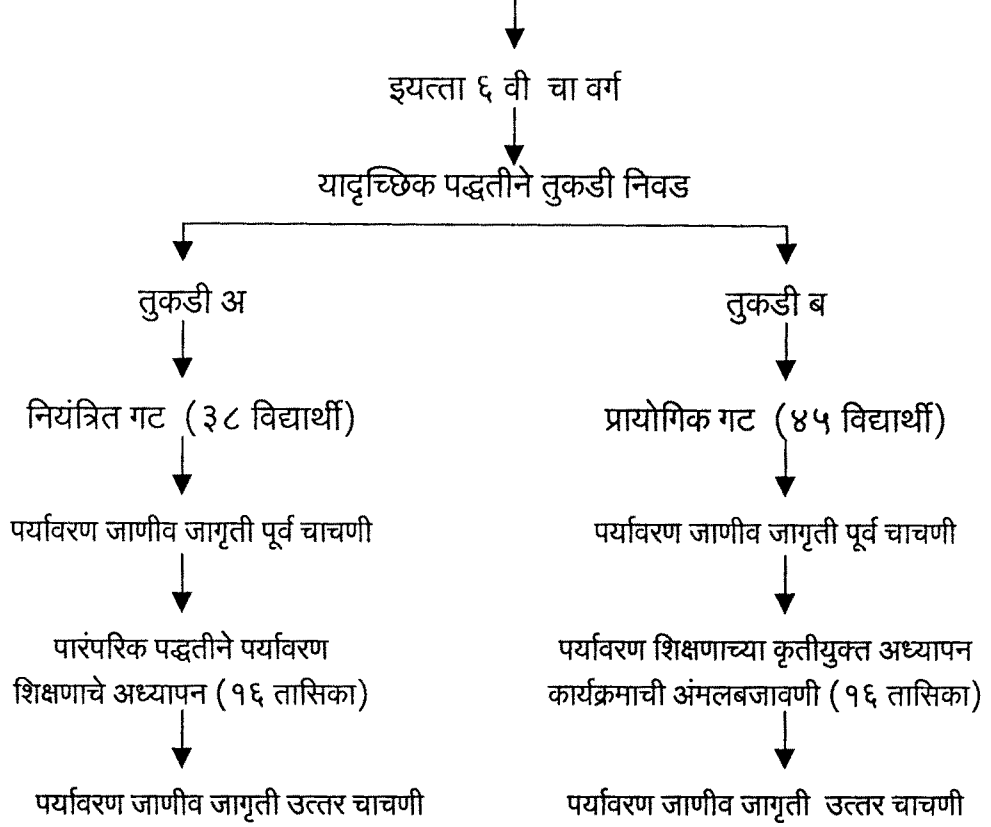 इयत्ता ६ वी चा वर्ग
यादृच्छिक पद्धतीने तुकडी निवड
तुकडी अ
तुकडी ब
नियंत्रित गट (३८ विद्यार्थी)
प्रायोगिक गट (४५ विद्यार्थी)
पर्यावरण जाणीव जागृती पूर्व चाचणी
पर्यावरण जाणीव जागृती पूर्व चाचणी
पारंपरिक पद्धतीने पर्यावरण
शिक्षणाचे अध्यापन (१६ तासिका)
पर्यावरण शिक्षणाच्या कृतीयुक्त अध्यापन
कार्यक्रमाची अंमलबजावणी (१६ तासिका)
पर्यावरण जाणीव जागृती उत्तर चाचणी
पर्यावरण जाणीव जागृती उत्तर चाचणी